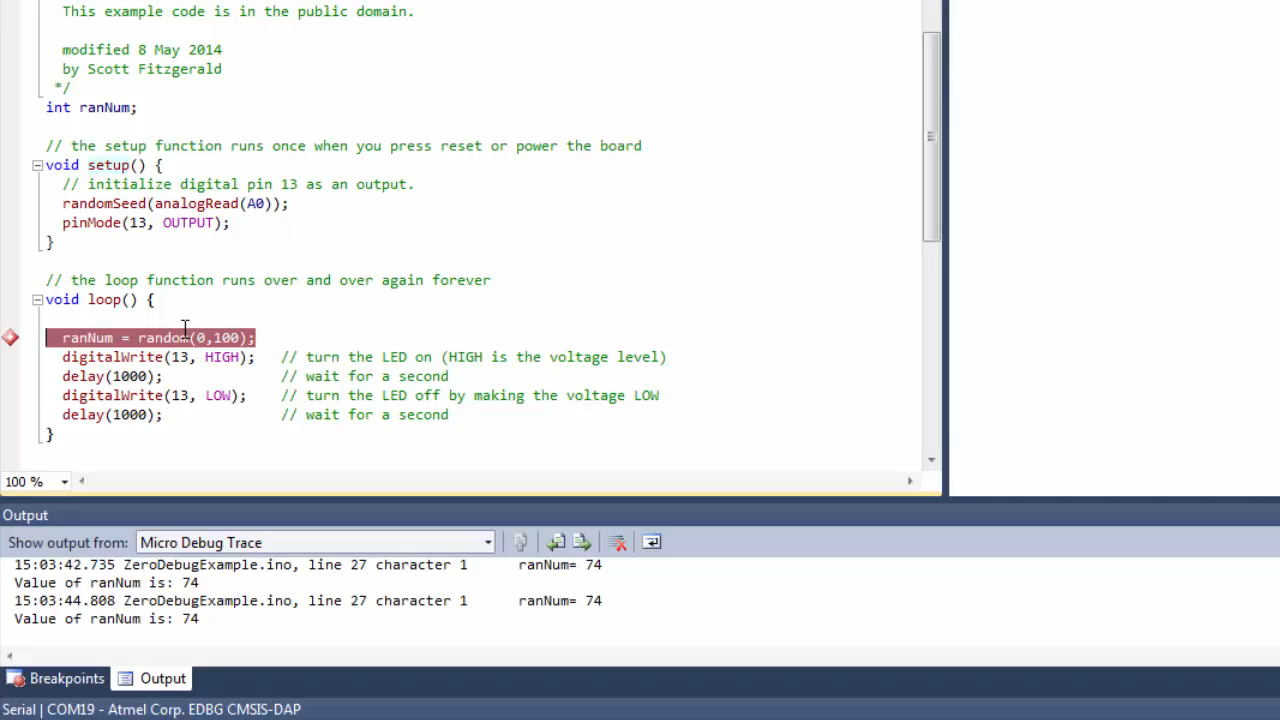 This example code is in the public domain.
modified 8 May 2014
by Scott Fitzgerald
*/
int ranNum;
// the setup function runs once when you press reset or power the board
void setup() {
// initialize digital pin 13 as an output.
randomSeed(analogRead(A0));
pinMode(13, OUTPUT);
}
// the loop function runs over and over again forever
void loop() {
ranNum = random(0,100);
digitalWrite(13, HIGH);   // turn the LED on (HIGH is the voltage level)
delay(1000);              // wait for a second
digitalWrite(13, LOW);    // turn the LED off by making the voltage LOW
delay(1000);              // wait for a second
}
100 %
Output
Show output from: Micro Debug Trace
15:03:42.735 ZeroDebugExample.ino, line 27 character 1 ranNum= 74
Value of ranNum is: 74
15:03:44.808 ZeroDebugExample.ino, line 27 character 1 ranNum= 74
Value of ranNum is: 74
Breakpoints Output
Serial | COM19 - Atmel Corp. EDBG CMSIS-DAP